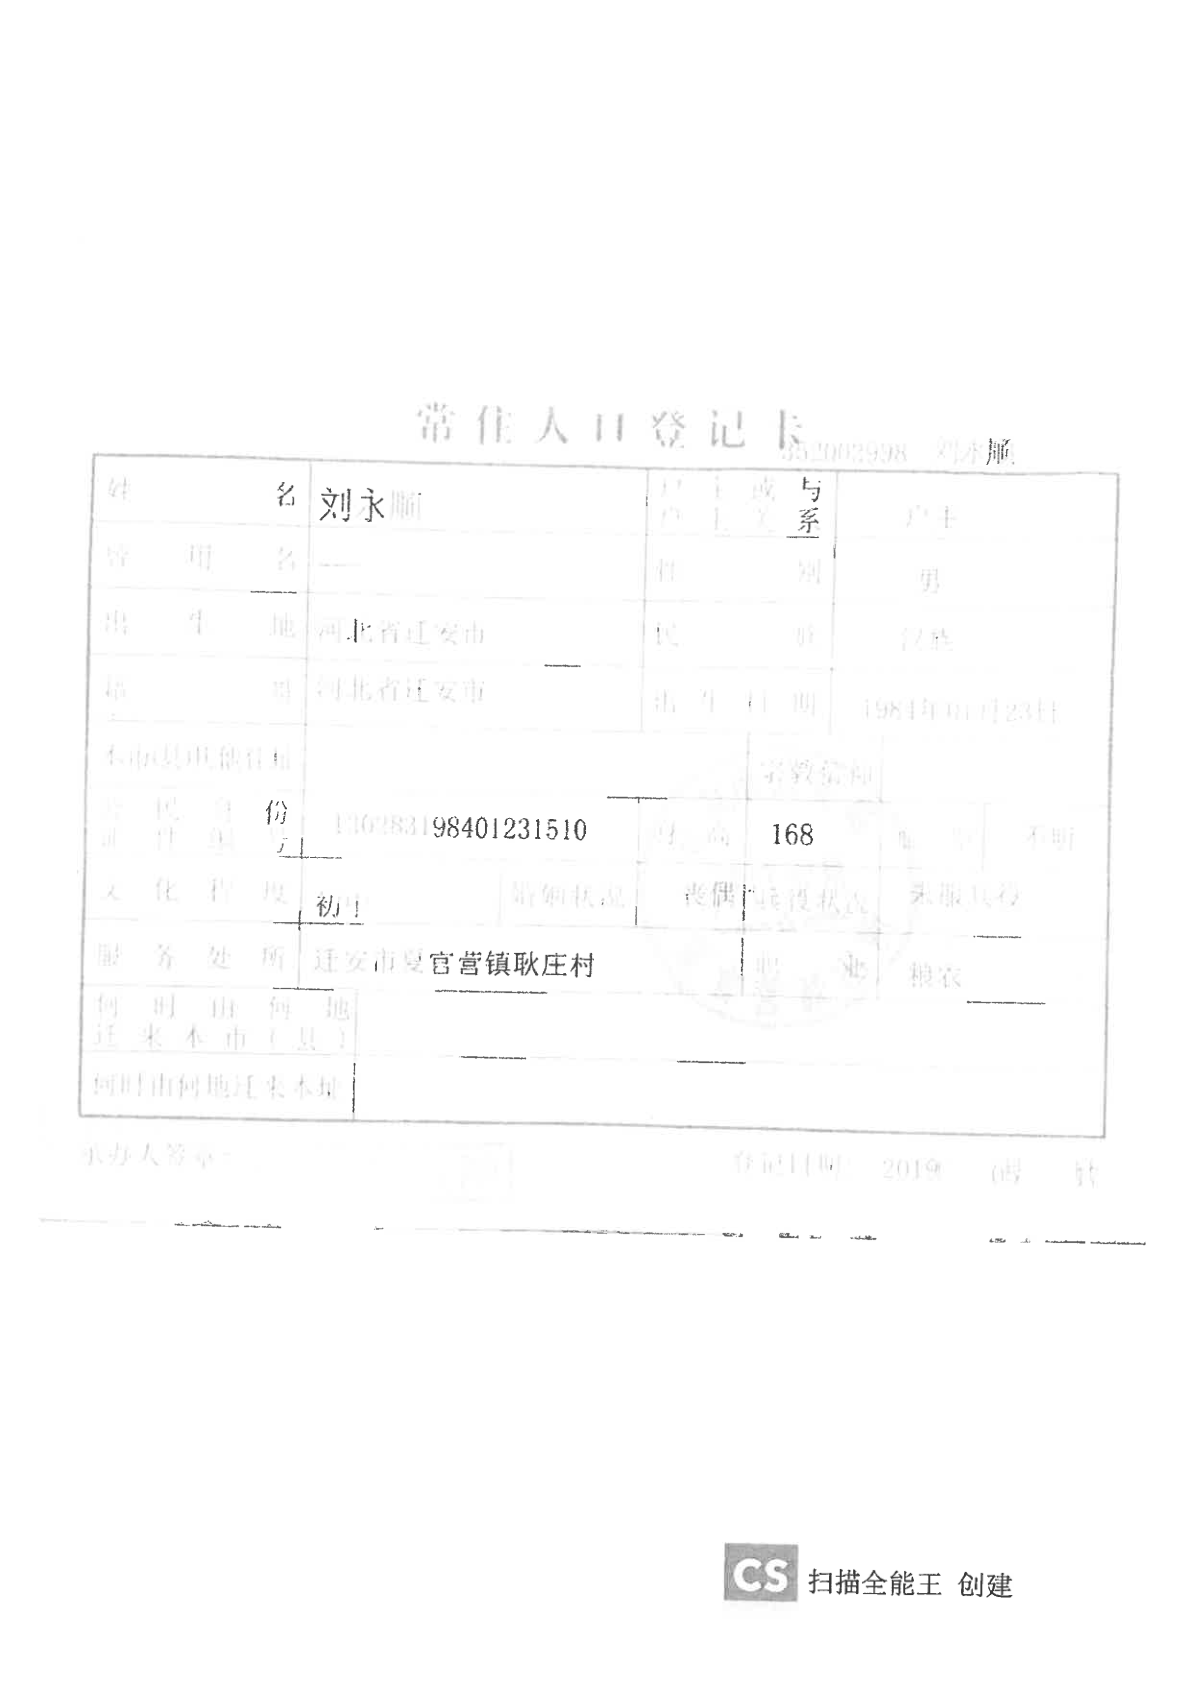 常住人口登记卡
352002998 刘永顺
姓名 刘永顺 户主或与户主关系 户主
曾用名 —— 性别 男
出生地 河北省迁安市 民族 汉族
籍贯 河北省迁安市 出生日期 1984年01月23日
本市(县)其他住址 宗教信仰
公民身份证件编号 130283198401231510 身高 168 血型 不明
文化程度 初中 婚姻状况 丧偶 兵役状况 未服兵役
服务处所 迁安市夏官营镇耿庄村 职业 粮农
何时由何地迁来本市(县)
何时由何地迁来本址
承办人签章: 登记日期: 2019
CS 扫描全能王 创建